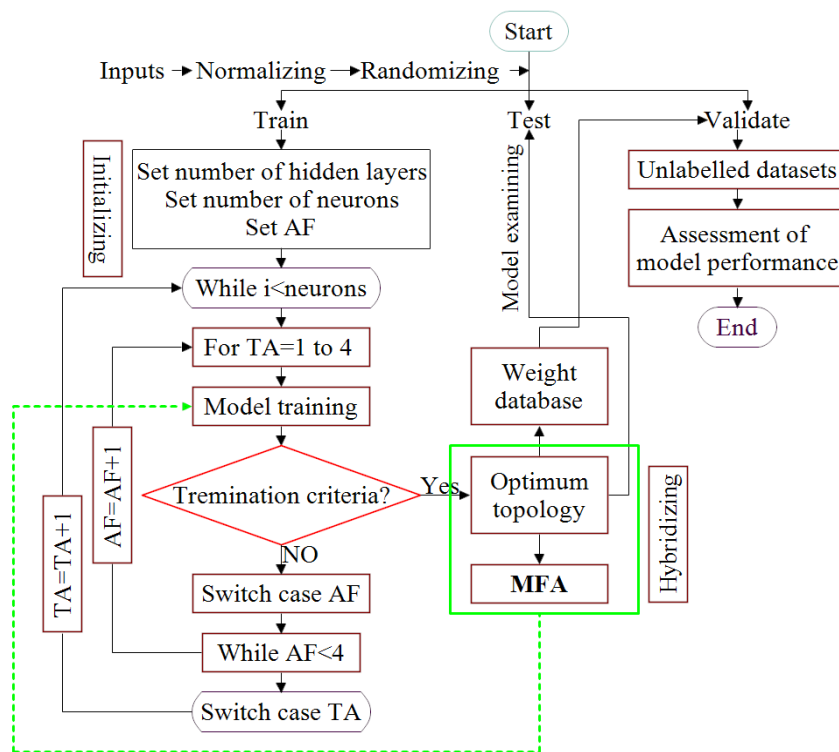 Start
Inputs Normalizing Randomizing
Train
Test
Validate
Initializing
Set number of hidden layers
Set number of neurons
Set AF
Model examining
Unlabelled datasets
Assessment of
model performance
End
While i<neurons
For TA=1 to 4
Model training
Weight
database
AF=AF+1
TA=TA+1
Tremination criteria?
Yes
Optimum
topology
Hybridizing
MFA
NO
Switch case AF
While AF<4
Switch case TA